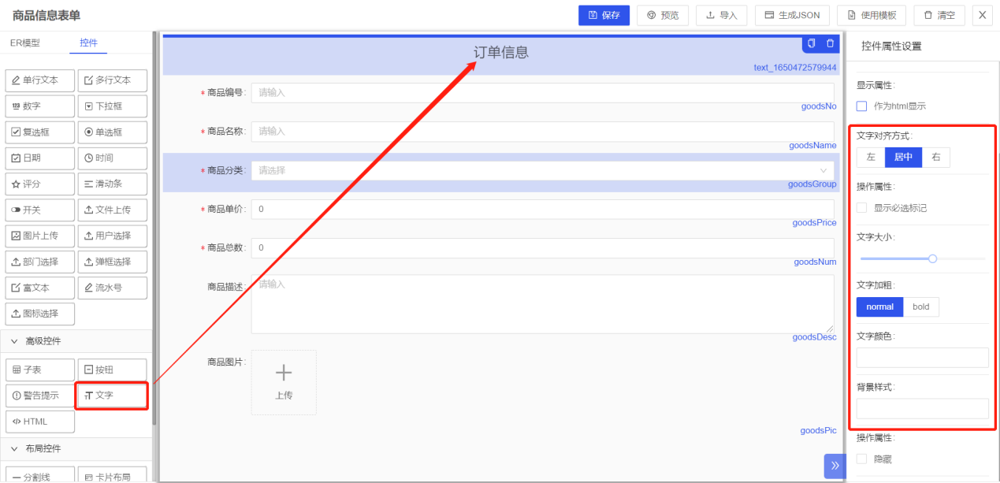 商品信息表单
保存 预览 导入 生成JSON 使用模板 清空
ER模型 控件
单行文本 多行文本
数字 下拉框
复选框 单选框
日期 时间
评分 滑动条
开关 文件上传
图片上传 用户选择
部门选择 弹框选择
富文本 流水号
图标选择
高级控件
子表 按钮
警告提示 文字
HTML
布局控件
分割线 卡片布局
订单信息
text_1650472579944
* 商品编号: 请输入
goodsNo
* 商品名称: 请输入
goodsName
* 商品分类: 请选择
goodsGroup
* 商品单价: 0
goodsPrice
* 商品总数: 0
goodsNum
商品描述: 请输入
goodsDesc
商品图片:
上传
goodsPic
控件属性设置
显示属性:
作为html显示
文字对齐方式:
左 居中 右
操作属性:
显示必选标记
文字大小:
文字加粗:
normal bold
文字颜色:
背景样式:
操作属性:
隐藏